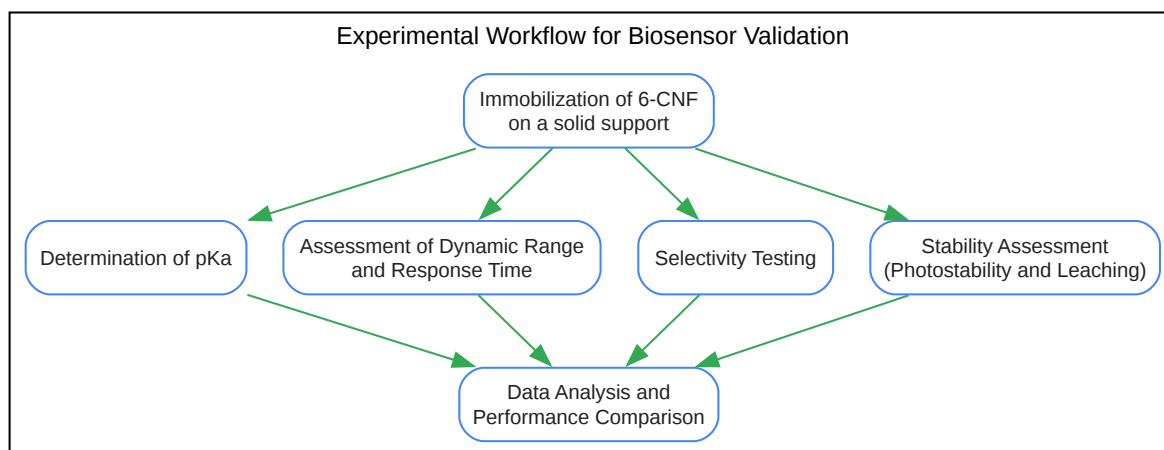 Experimental Workflow for Biosensor Validation
Immobilization of 6-CNF
on a solid support
Determination of pKa
Assessment of Dynamic Range
and Response Time
Selectivity Testing
Stability Assessment
(Photostability and Leaching)
Data Analysis and
Performance Comparison